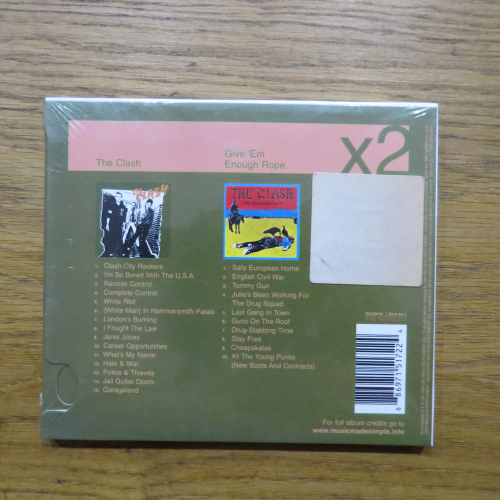 x2
The Clash
Give 'Em
Enough Rope
CLASH
THE CLASH
1. Clash City Rockers
2. I'm So Bored With The U.S.A.
3. Remote Control
4. Complete Control
5. White Riot
6. (White Man) In Hammersmith Palais
7. London's Burning
8. I Fought The Law
9. Janie Jones
10. Career Opportunities
11. What's My Name
12. Hate & War
13. Police & Thieves
14. Jail Guitar Doors
15. Garageland
1. Safe European Home
2. English Civil War
3. Tommy Gun
4. Julie's Been Working For
The Drug Squad
5. Last Gang In Town
6. Guns On The Roof
7. Drug-Stabbing Time
8. Stay Free
9. Cheapskates
10. All The Young Punks
(New Boots And Contracts)
SONY BMG
8 86971 51722 4
For full album credits go to
www.musicmadesimple.info